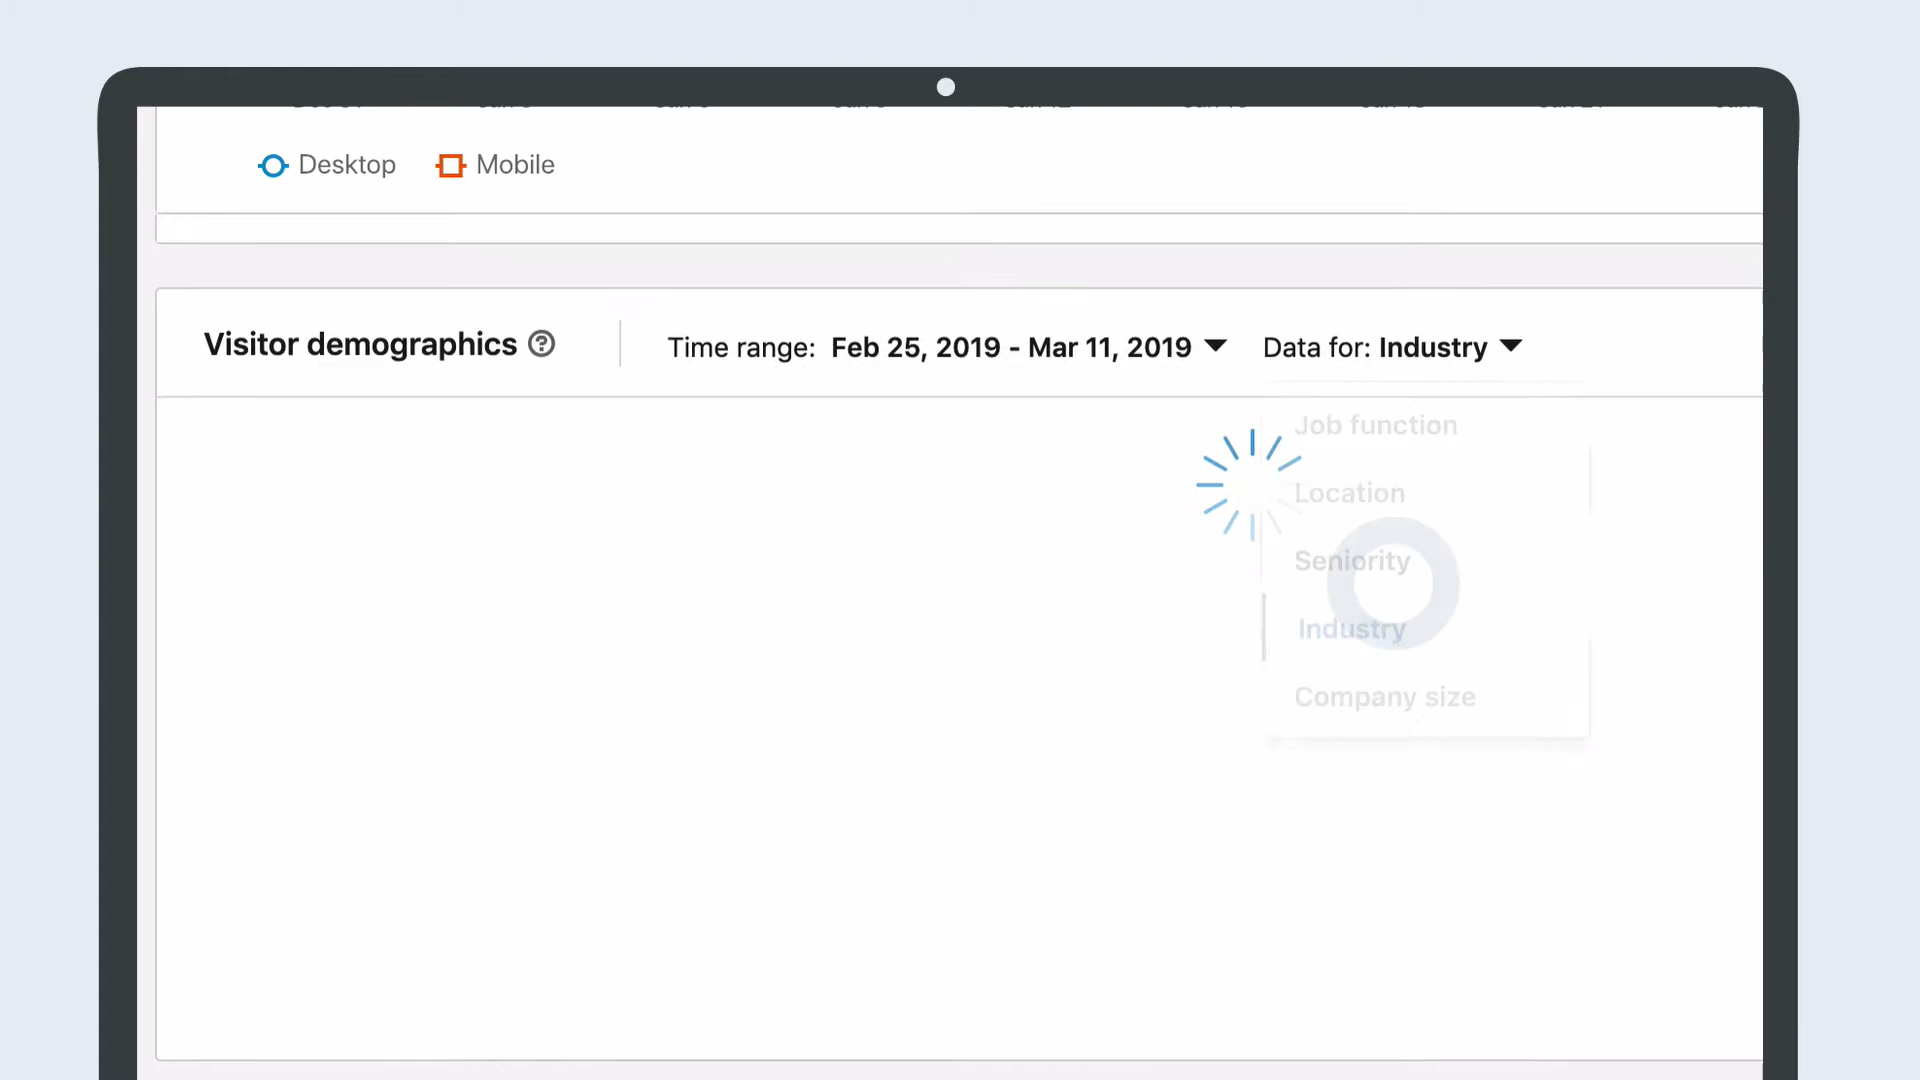 Desktop Mobile
Visitor demographics ? Time range: Feb 25, 2019 - Mar 11, 2019 Data for: Industry
Job function
Location
Seniority
Industry
Company size